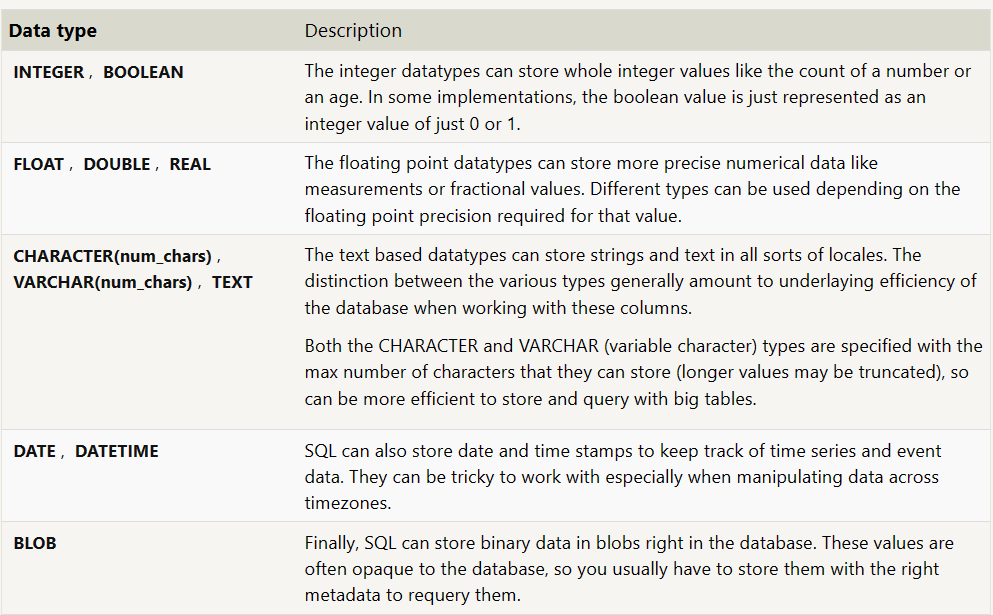 Data type Description
INTEGER , BOOLEAN The integer datatypes can store whole integer values like the count of a number or
an age. In some implementations, the boolean value is just represented as an
integer value of just 0 or 1.
FLOAT , DOUBLE , REAL The floating point datatypes can store more precise numerical data like
measurements or fractional values. Different types can be used depending on the
floating point precision required for that value.
CHARACTER(num_chars) ,
VARCHAR(num_chars) , TEXT
The text based datatypes can store strings and text in all sorts of locales. The
distinction between the various types generally amount to underlaying efficiency of
the database when working with these columns.
Both the CHARACTER and VARCHAR (variable character) types are specified with the
max number of characters that they can store (longer values may be truncated), so
can be more efficient to store and query with big tables.
DATE , DATETIME SQL can also store date and time stamps to keep track of time series and event
data. They can be tricky to work with especially when manipulating data across
timezones.
BLOB Finally, SQL can store binary data in blobs right in the database. These values are
often opaque to the database, so you usually have to store them with the right
metadata to requery them.